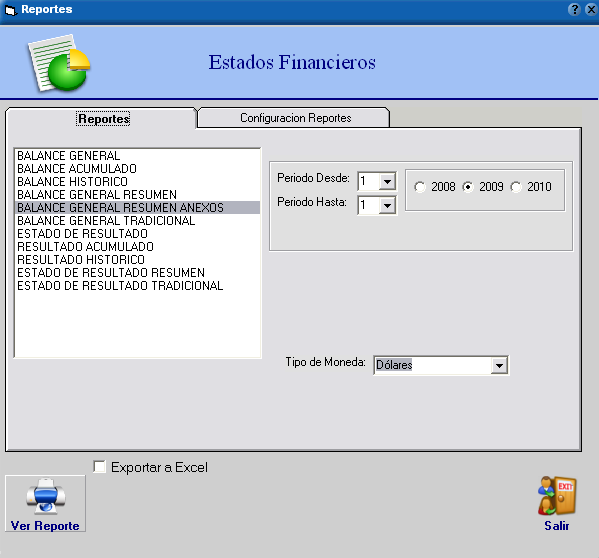 Reportes
Estados Financieros
Reportes
Configuracion Reportes
BALANCE GENERAL
BALANCE ACUMULADO
BALANCE HISTORICO
BALANCE GENERAL RESUMEN
BALANCE GENERAL RESUMEN ANEXOS
BALANCE GENERAL TRADICIONAL
ESTADO DE RESULTADO
RESULTADO ACUMULADO
RESULTADO HISTORICO
ESTADO DE RESULTADO RESUMEN
ESTADO DE RESULTADO TRADICIONAL
Periodo Desde: 1
Periodo Hasta: 1
2008 2009 2010
Tipo de Moneda: Dólares
Exportar a Excel
Ver Reporte
EXIT
Salir